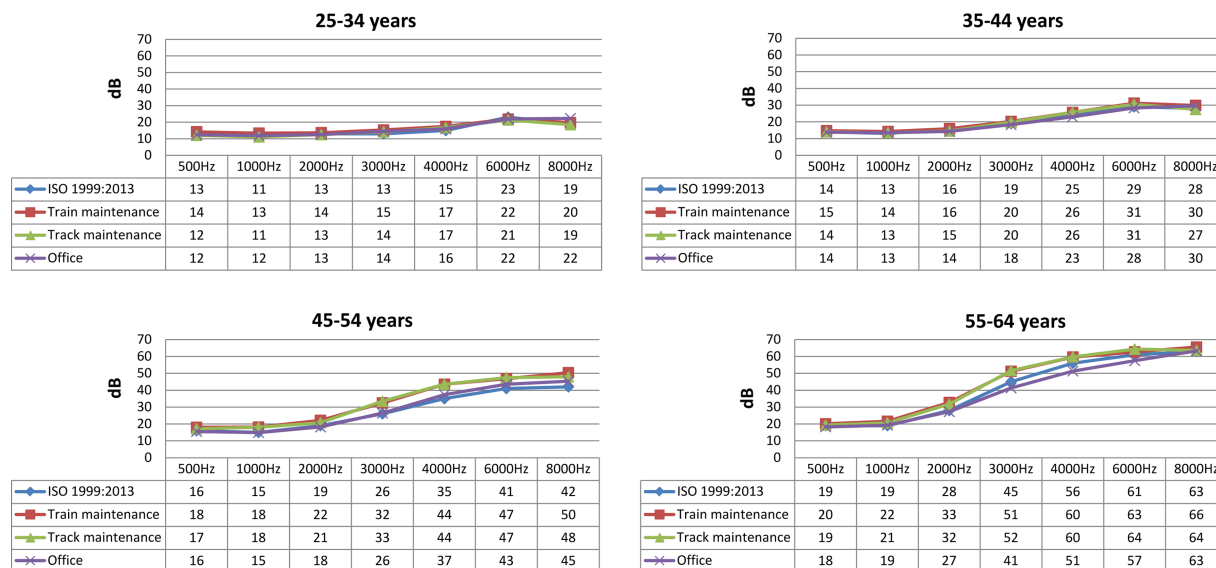 25-34 years
70
60
50
40
30
20
10
0
dB
500Hz 1000Hz 2000Hz 3000Hz 4000Hz 6000Hz 8000Hz
ISO 1999:2013 13 11 13 13 15 23 19
Train maintenance 14 13 14 15 17 22 20
Track maintenance 12 11 13 14 17 21 19
Office 12 12 13 14 16 22 22
35-44 years
70
60
50
40
30
20
10
0
dB
500Hz 1000Hz 2000Hz 3000Hz 4000Hz 6000Hz 8000Hz
ISO 1999:2013 14 13 16 19 25 29 28
Train maintenance 15 14 16 20 26 31 30
Track maintenance 14 13 15 20 26 31 27
Office 14 13 14 18 23 28 30
45-54 years
70
60
50
40
30
20
10
0
dB
500Hz 1000Hz 2000Hz 3000Hz 4000Hz 6000Hz 8000Hz
ISO 1999:2013 16 15 19 26 35 41 42
Train maintenance 18 18 22 32 44 47 50
Track maintenance 17 18 21 33 44 47 48
Office 16 15 18 26 37 43 45
55-64 years
70
60
50
40
30
20
10
0
dB
500Hz 1000Hz 2000Hz 3000Hz 4000Hz 6000Hz 8000Hz
ISO 1999:2013 19 19 28 45 56 61 63
Train maintenance 20 22 33 51 60 63 66
Track maintenance 19 21 32 52 60 64 64
Office 18 19 27 41 51 57 63